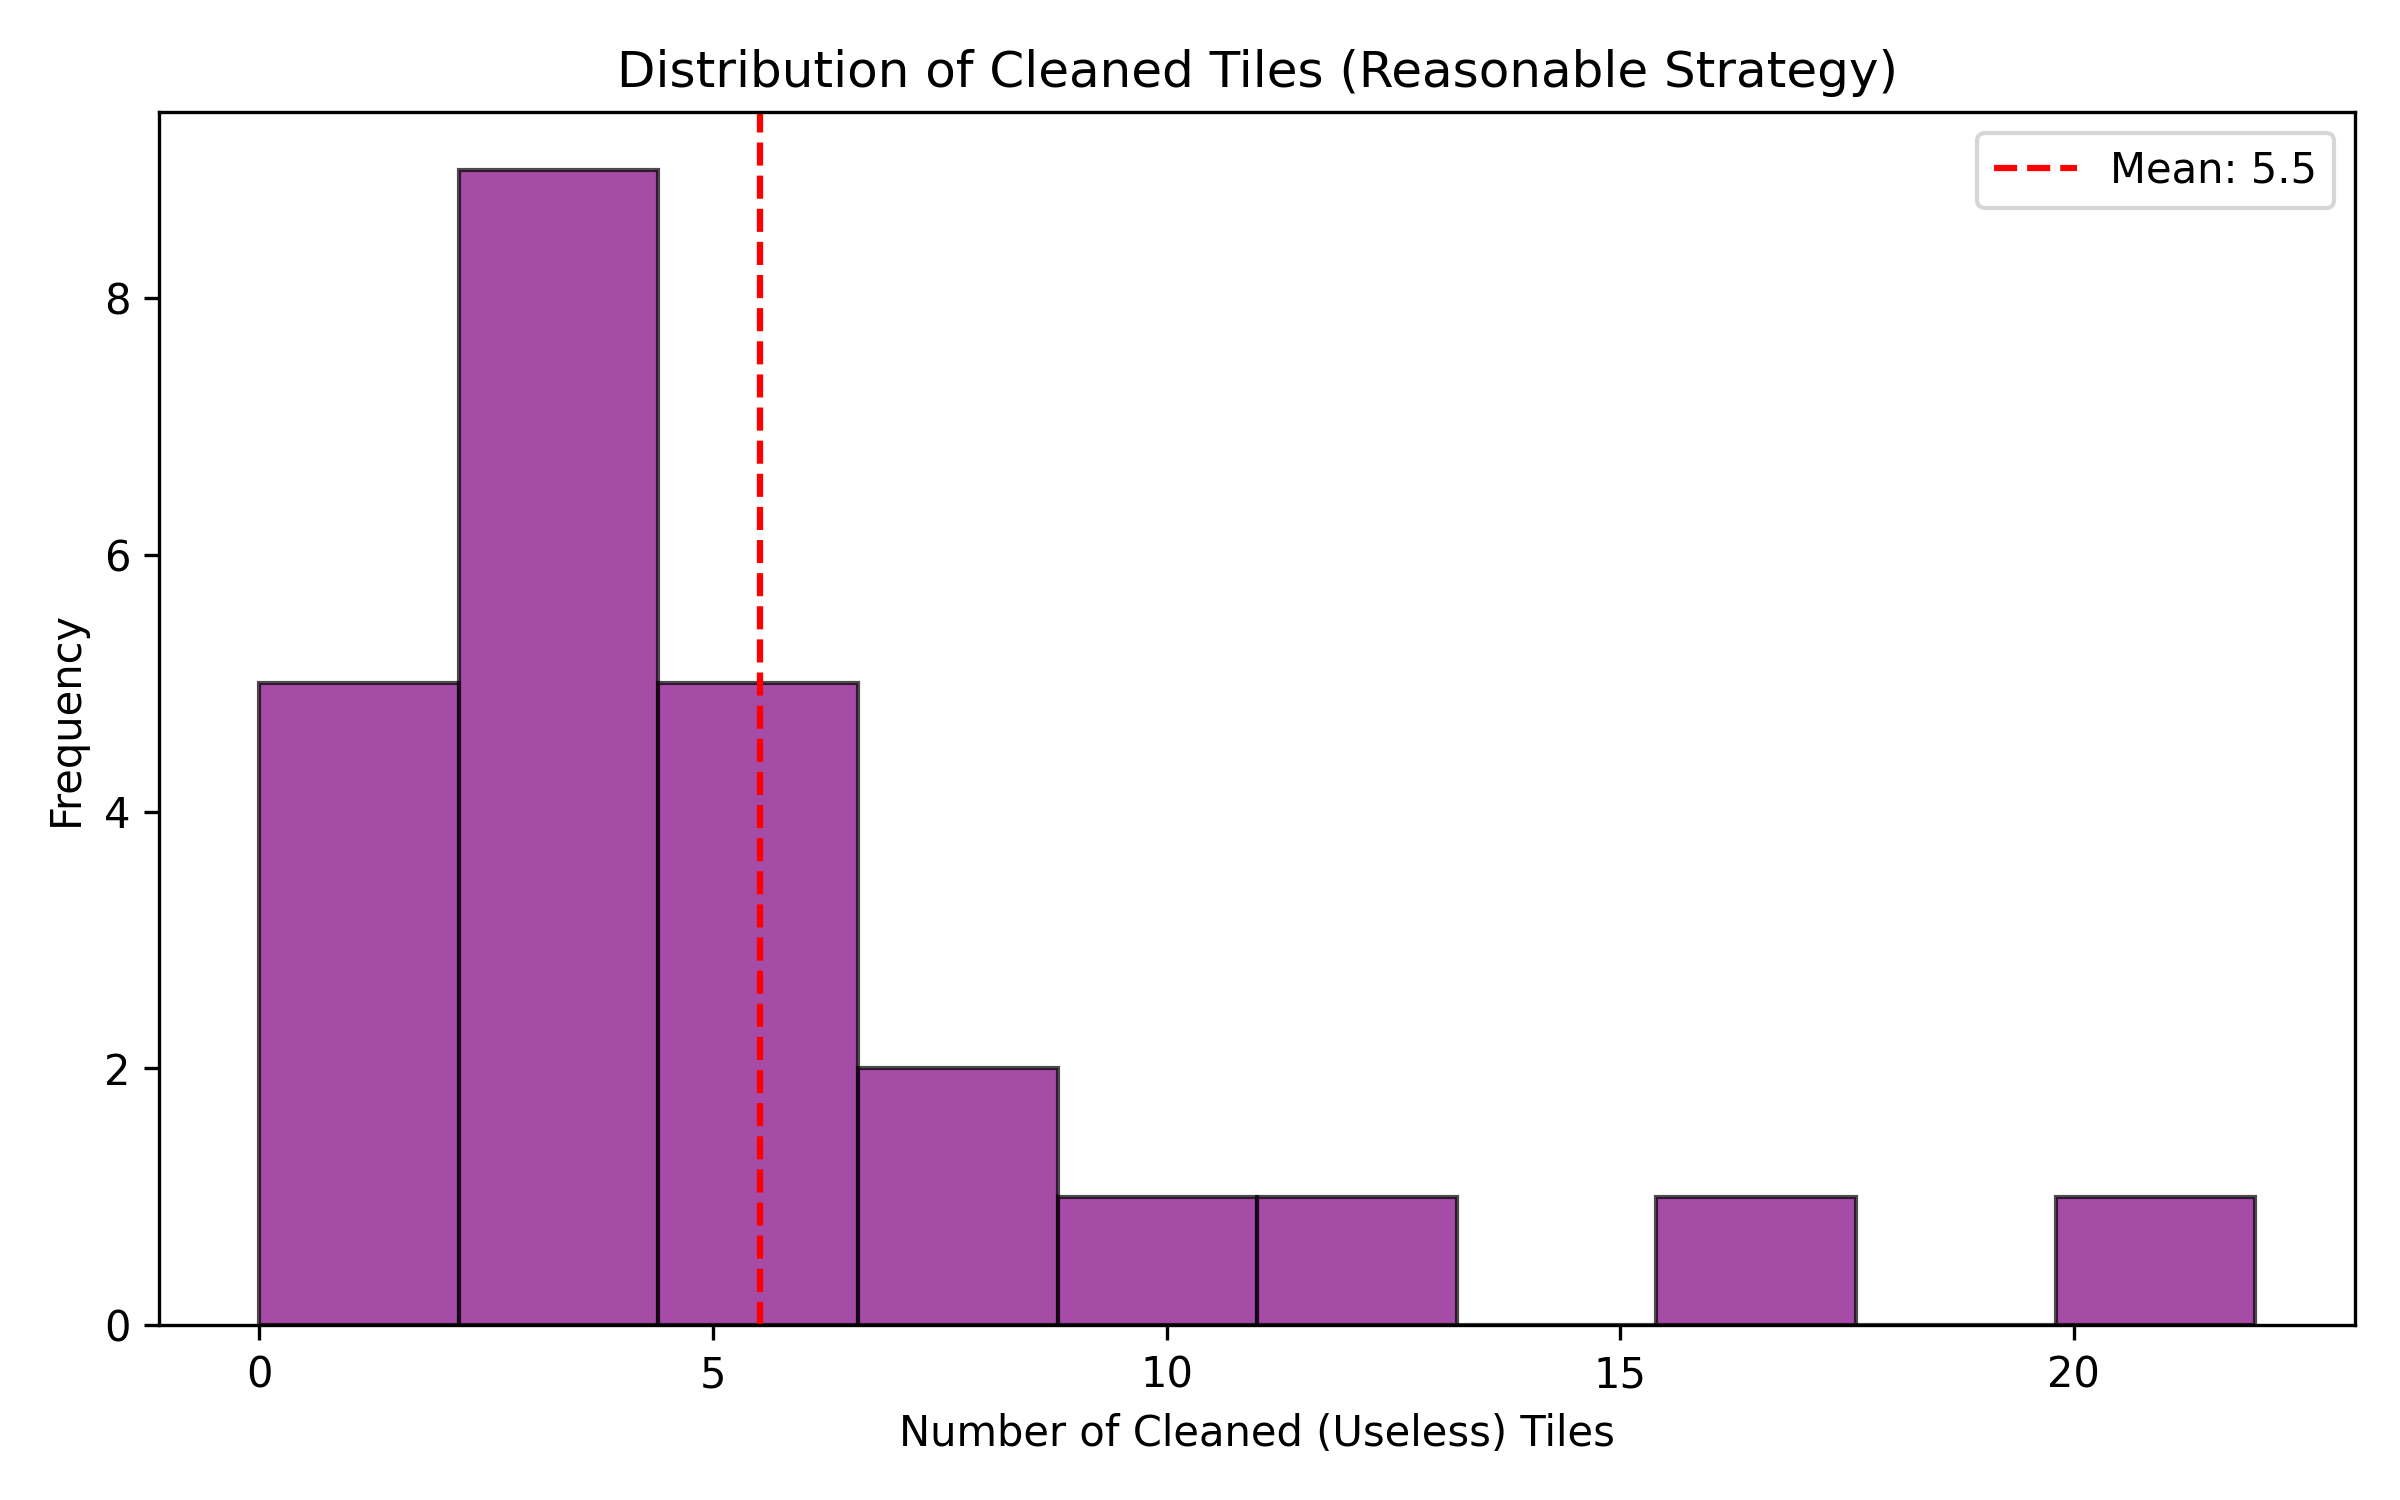 Distribution of Cleaned Tiles (Reasonable Strategy)
Mean: 5.5
Frequency
8
6
4
2
0
0 5 10 15 20
Number of Cleaned (Useless) Tiles